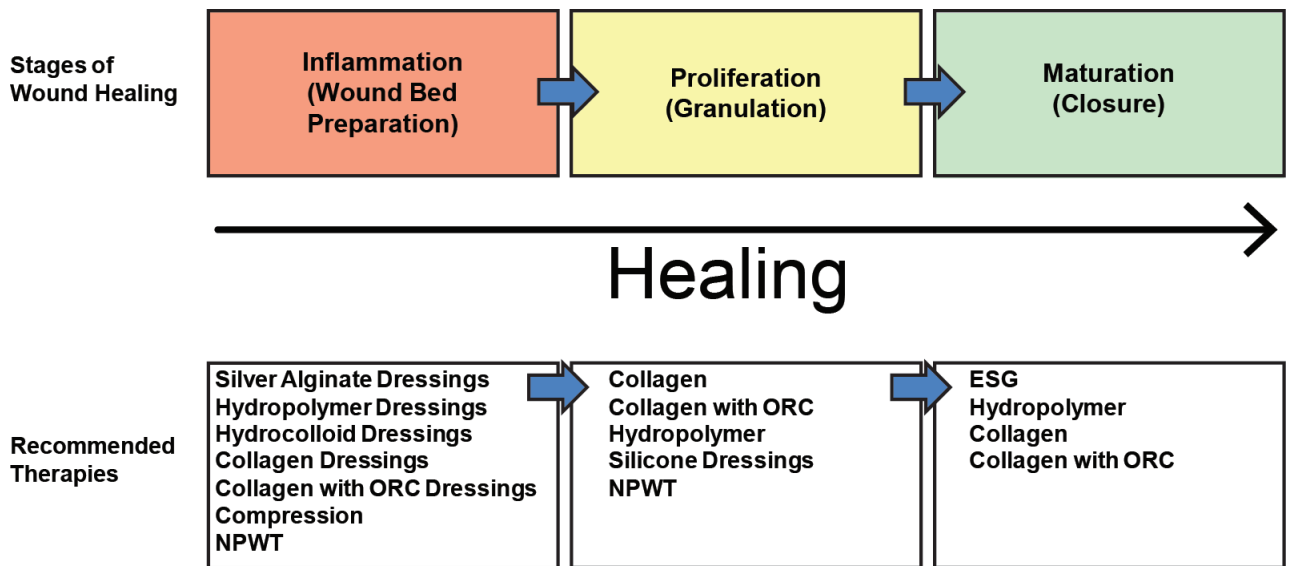 Stages of
Wound Healing
Inflammation
(Wound Bed
Preparation)
Proliferation
(Granulation)
Maturation
(Closure)
Healing
Recommended
Therapies
Silver Alginate Dressings
Hydropolymer Dressings
Hydrocolloid Dressings
Collagen Dressings
Collagen with ORC Dressings
Compression
NPWT
Collagen
Collagen with ORC
Hydropolymer
Silicone Dressings
NPWT
ESG
Hydropolymer
Collagen
Collagen with ORC